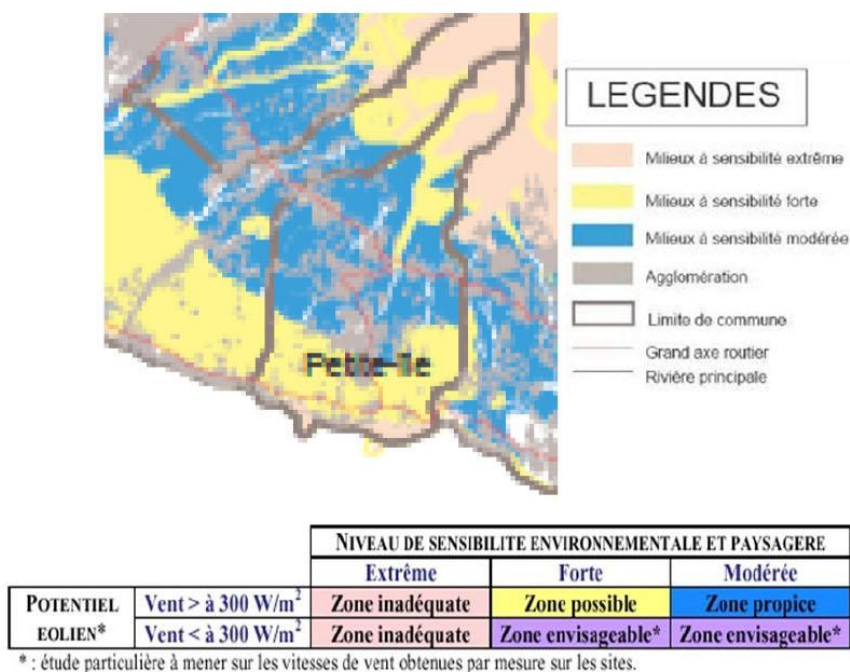 LEGENDES
Milieux à sensibilité extrême
Milieux à sensibilité forte
Milieux à sensibilité modérée
Agglomération
Limite de commune
Grand axe routier
Rivière principale
Petite-Ile
NIVEAU DE SENSIBILITE ENVIRONNEMENTALE ET PAYSAGERE
Extrême Forte Modérée
POTENTIEL EOLIEN*
Vent > à 300 W/m² Zone inadéquate Zone possible Zone propice
Vent < à 300 W/m² Zone inadéquate Zone envisageable* Zone envisageable*
* : étude particulière à mener sur les vitesses de vent obtenues par mesure sur les sites.